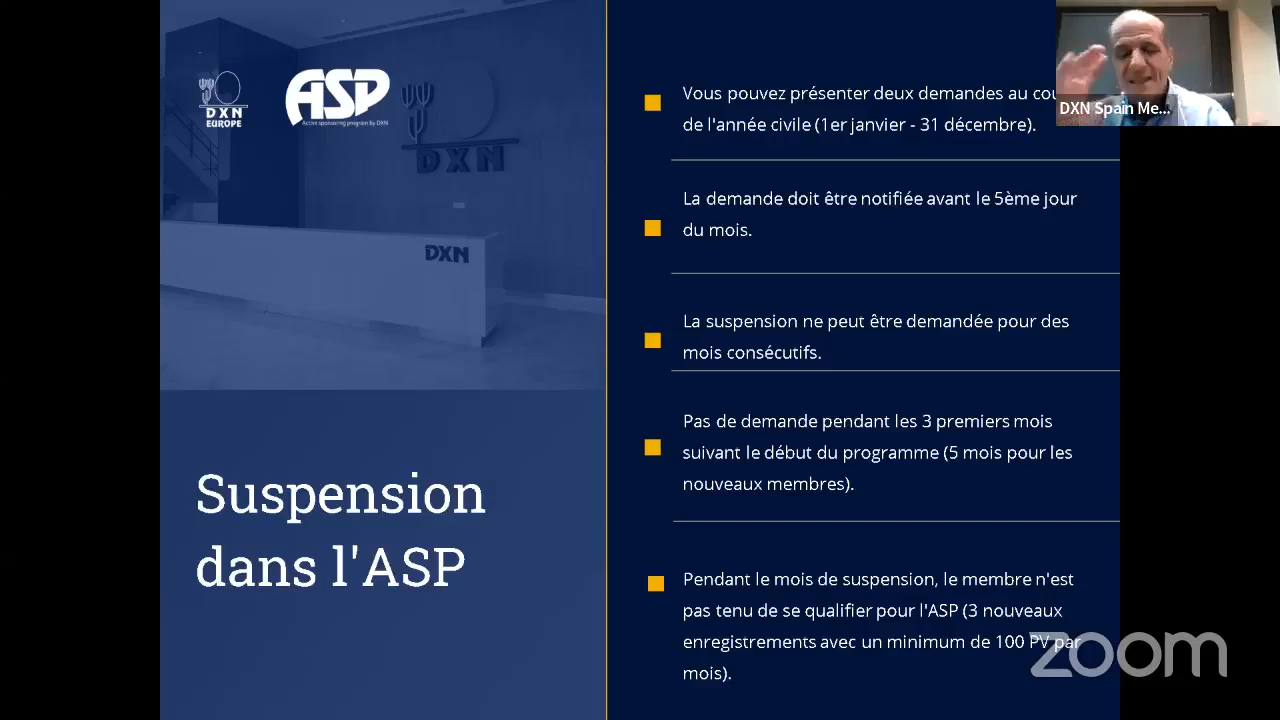 DXN
EUROPE
ASP
Active sponsoring program by DXN
DXN
DXN
Suspension
dans l'ASP
Vous pouvez présenter deux demandes au
de l'année civile (1er janvier - 31 décembre).
La demande doit être notifiée avant le 5ème jour
du mois.
La suspension ne peut être demandée pour des
mois consécutifs.
Pas de demande pendant les 3 premiers mois
suivant le début du programme (5 mois pour les
nouveaux membres).
Pendant le mois de suspension, le membre n'est
pas tenu de se qualifier pour l'ASP (3 nouveaux
enregistrements avec un minimum de 100 PV par
mois).
DXN Spain Me...
zoom